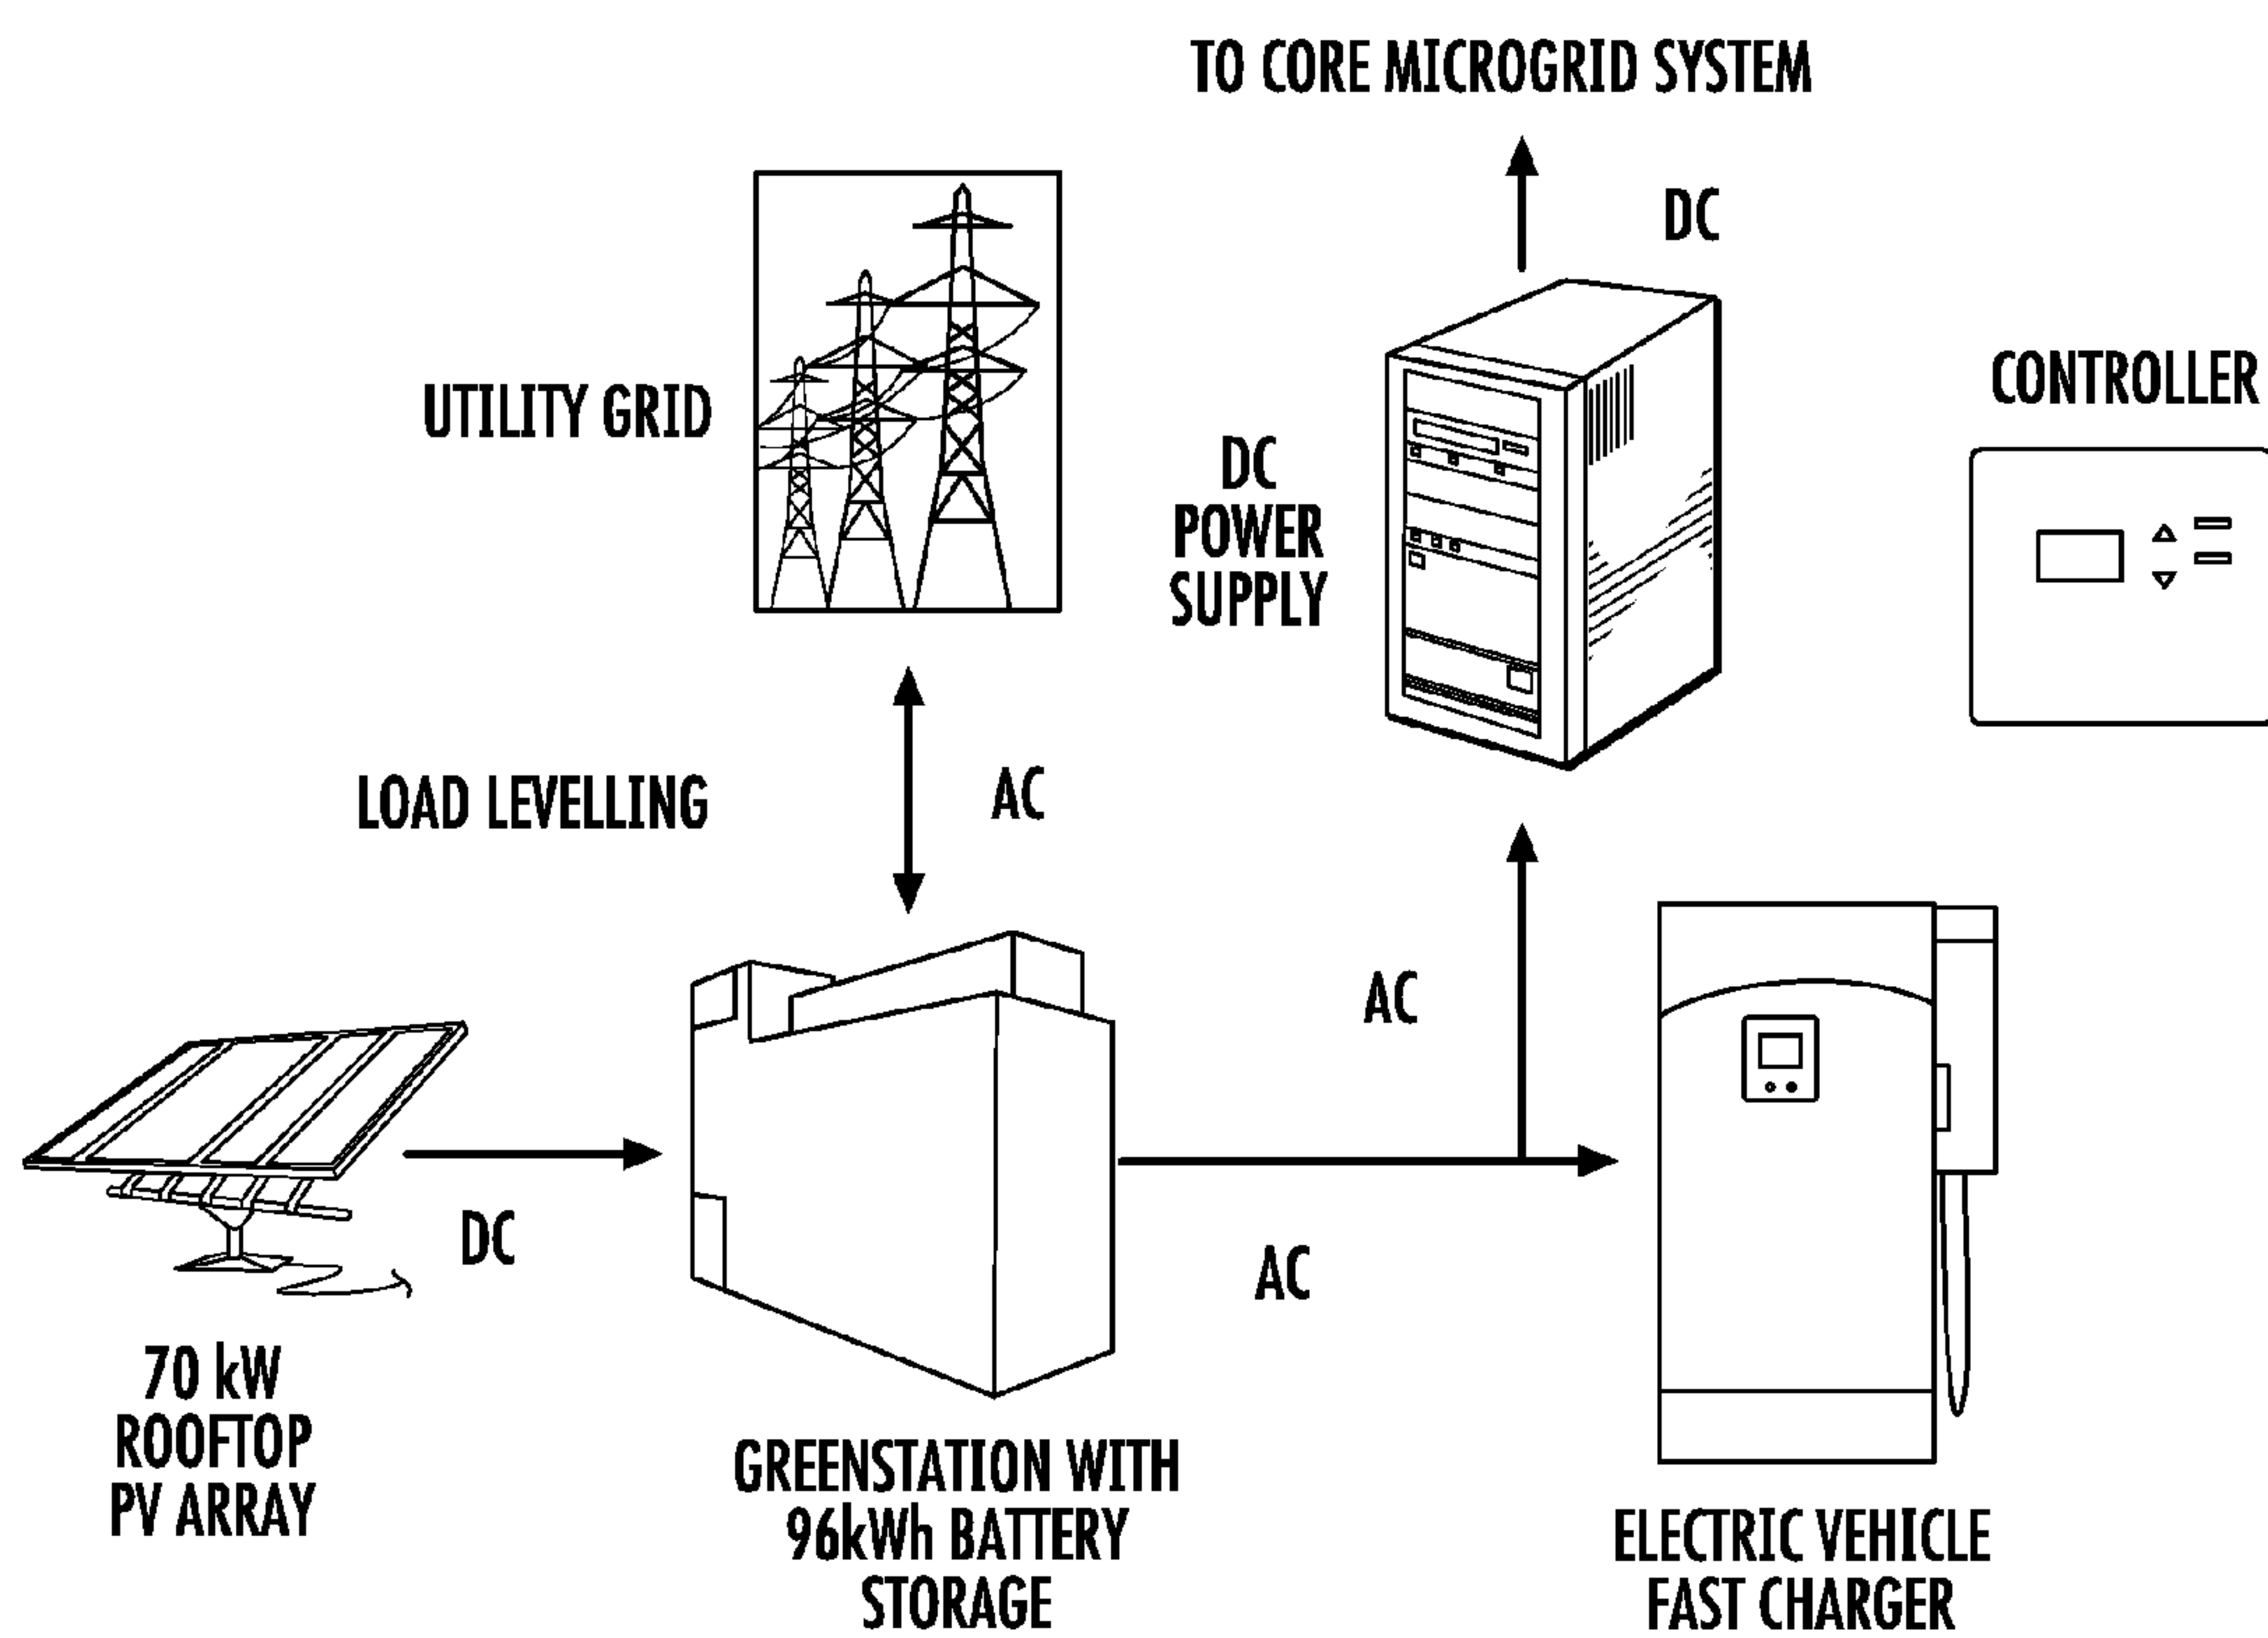 TO CORE MICROGRID SYSTEM
DC
UTILITY GRID
DC
POWER
SUPPLY
CONTROLLER
LOAD LEVELLING
AC
AC
DC
AC
70 kW
ROOFTOP
PV ARRAY
GREENSTATION WITH
96kWh BATTERY
STORAGE
ELECTRIC VEHICLE
FAST CHARGER